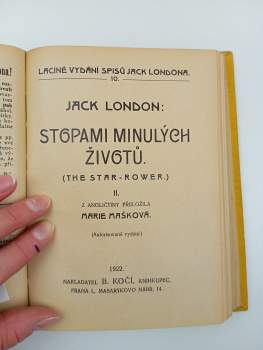 LACINÉ VYDÁNÍ SPISŮ JACK LONDONA.
10.
JACK LONDON:
STOPAMI MINULÝCH
ŽIVOTŮ.
(THE STAR-ROWER.)
II.
Z ANGLIČTINY PŘELOŽILA
MARIE MAŠKOVÁ.
(Autorisované vydání.)
1922.
NAKLADATEL B. KOČÍ, KNIHKUPEC,
PRAHA I., MASARYKOVO NÁBŘ. 14.